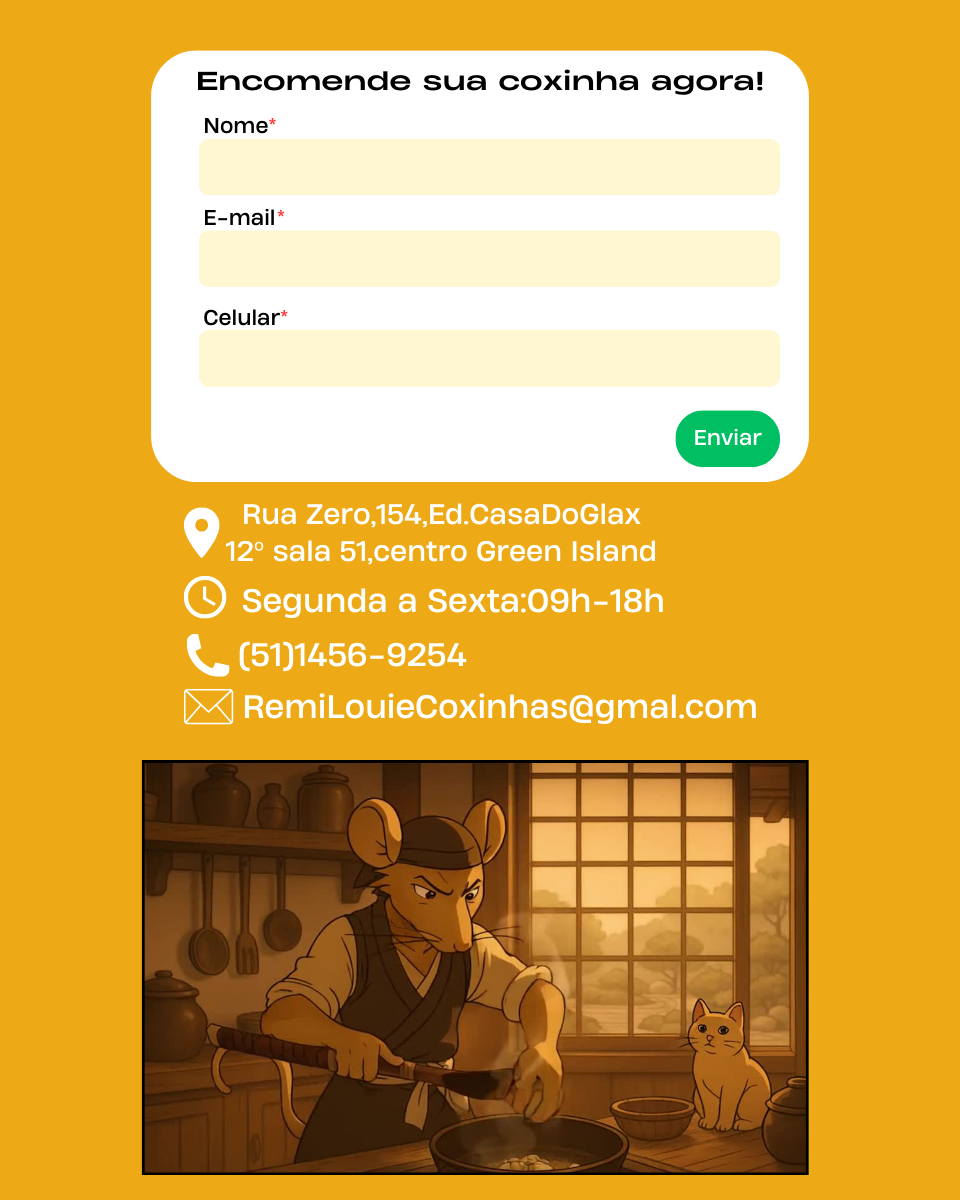 Encomende sua coxinha agora!
Nome*
E-mail*
Celular*
Enviar
Rua Zero,154,Ed.CasaDoGlax
12º sala 51,centro Green Island
Segunda a Sexta:09h-18h
(51)1456-9254
RemiLouieCoxinhas@gmal.com